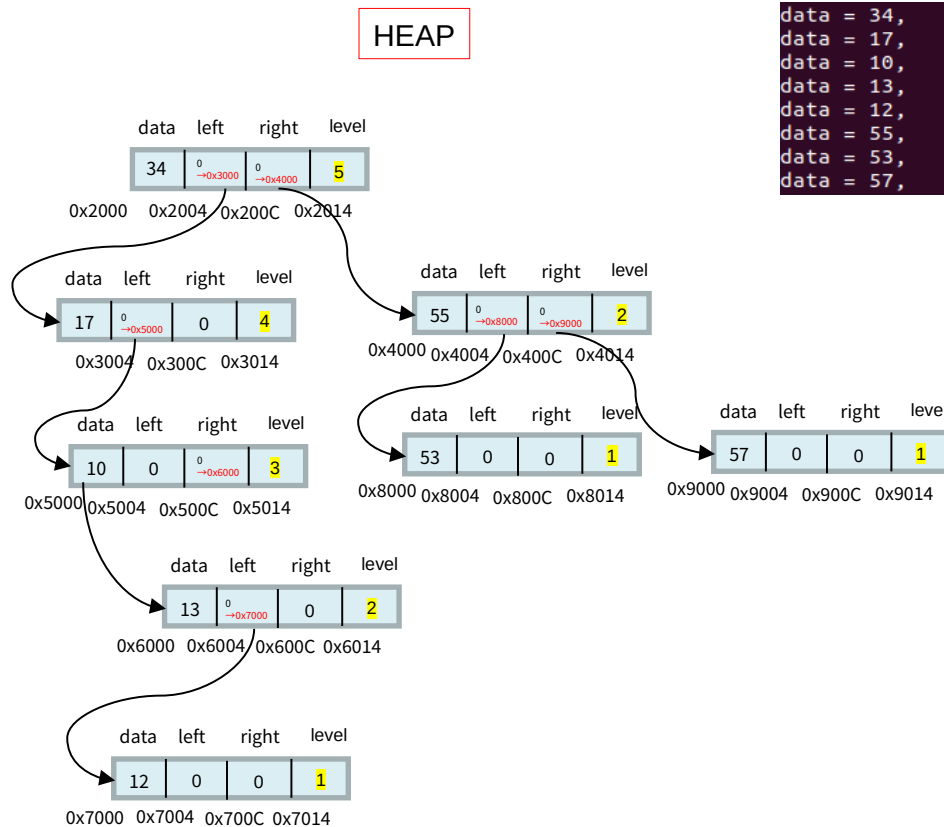 HEAP
data = 34,
data = 17,
data = 10,
data = 13,
data = 12,
data = 55,
data = 53,
data = 57,
data left right level
34 0 →0x3000 0 →0x4000 5
0x2000 0x2004 0x200C 0x2014
data left right level
17 0 →0x5000 0 4
0x3004 0x300C 0x3014
data left right level
55 0 →0x8000 0 →0x9000 2
0x4000 0x4004 0x400C 0x4014
data left right level
10 0 0 →0x6000 3
0x5000 0x5004 0x500C 0x5014
data left right level
53 0 0 1
0x8000 0x8004 0x800C 0x8014
data left right level
57 0 0 1
0x9000 0x9004 0x900C 0x9014
data left right level
13 0 →0x7000 0 2
0x6000 0x6004 0x600C 0x6014
data left right level
12 0 0 1
0x7000 0x7004 0x700C 0x7014